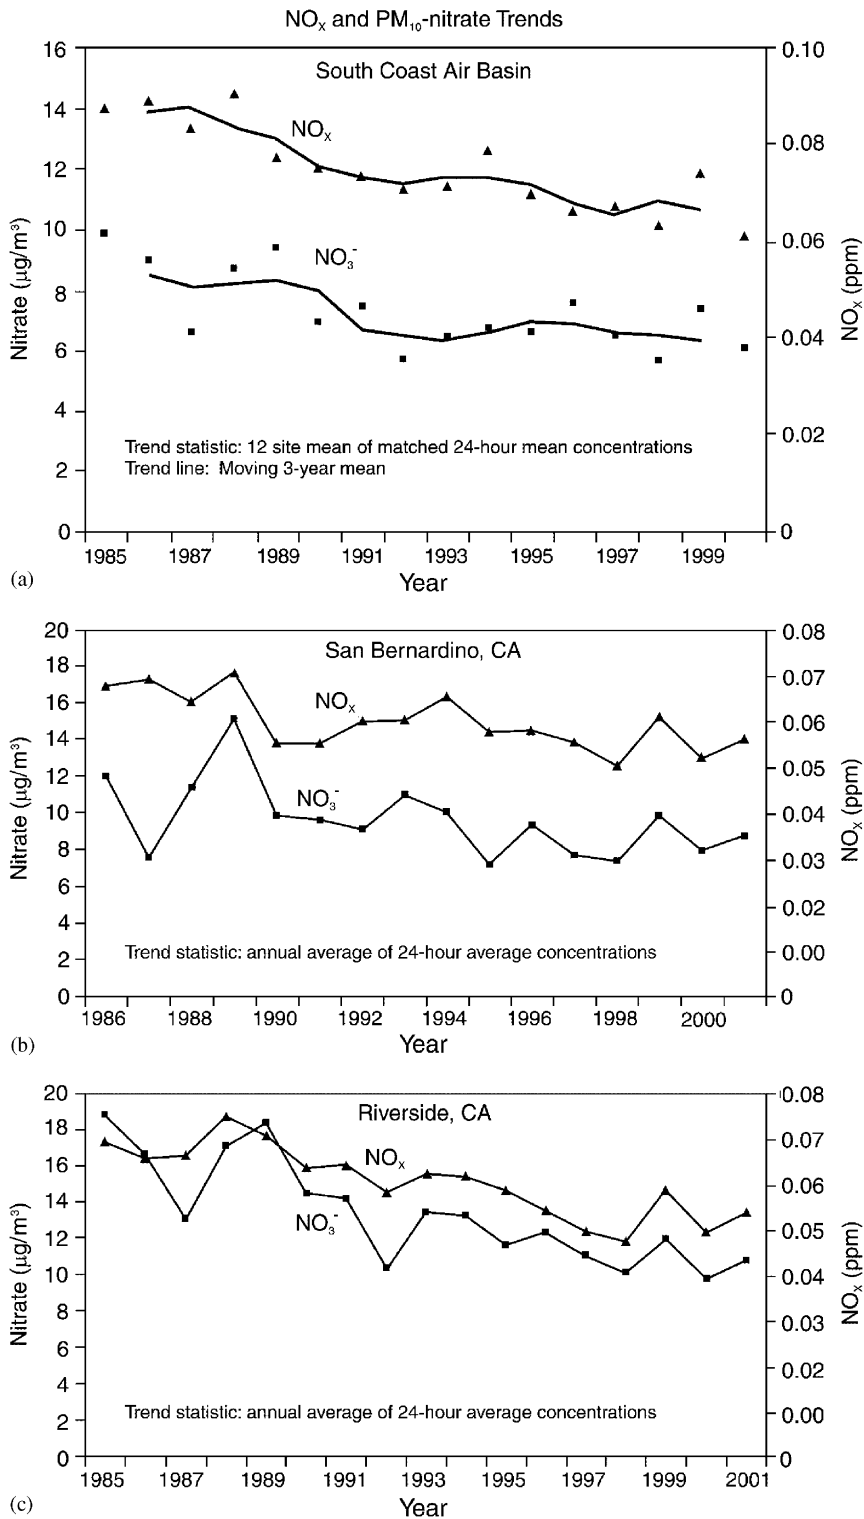 NOx and PM10-nitrate Trends
South Coast Air Basin
16
14
12
10
8
6
4
2
0
Nitrate (µg/m³)
0.10
0.08
0.06
0.04
0.02
0
NOx (ppm)
NOx
NO3-
Trend statistic: 12 site mean of matched 24-hour mean concentrations
Trend line: Moving 3-year mean
1985 1987 1989 1991 1993 1995 1997 1999
Year
(a)
San Bernardino, CA
20
18
16
14
12
10
8
6
4
2
0
Nitrate (µg/m³)
0.08
0.07
0.06
0.05
0.04
0.03
0.02
0.00
0
NOx (ppm)
NOx
NO3-
Trend statistic: annual average of 24-hour average concentrations
1986 1988 1990 1992 1994 1996 1998 2000
Year
(b)
Riverside, CA
20
18
16
14
12
10
8
6
4
2
0
Nitrate (µg/m³)
0.08
0.07
0.06
0.05
0.04
0.03
0.02
0.00
0
NOx (ppm)
NOx
NO3-
Trend statistic: annual average of 24-hour average concentrations
1985 1987 1989 1991 1993 1995 1997 1999 2001
Year
(c)